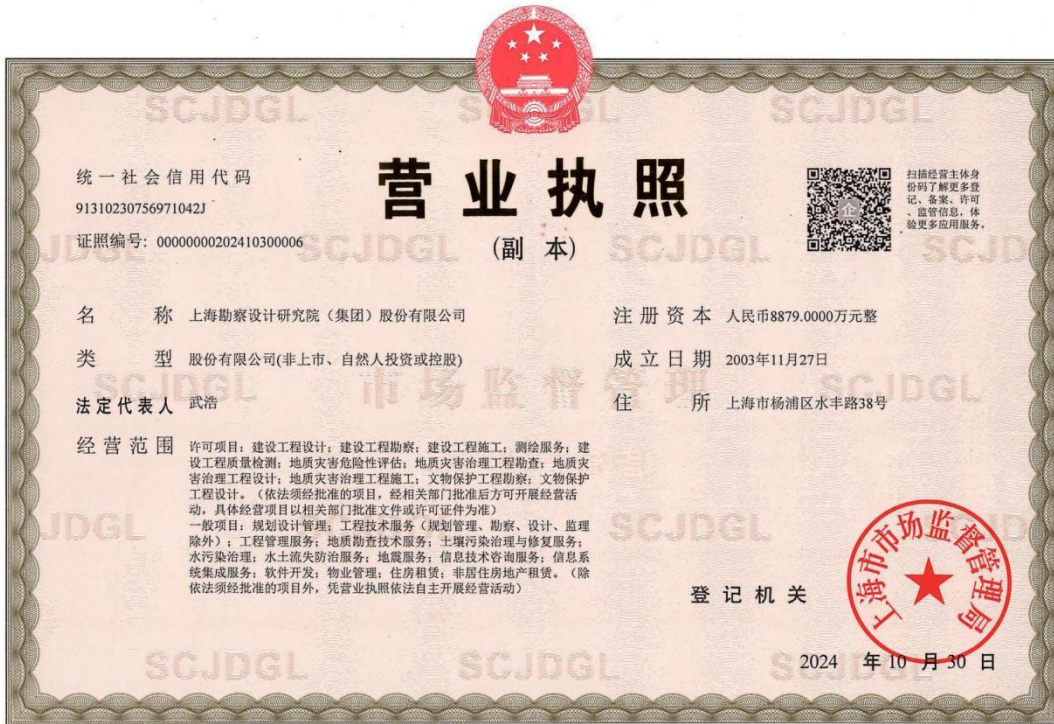 统一社会信用代码
91310230756971042J
证照编号: 00000000202410300006
营业执照
(副 本)
扫描经营主体身
份码了解更多登
记、备案、许可
、监管信息，体
验更多应用服务。
名 称 上海勘察设计研究院（集团）股份有限公司
类 型 股份有限公司(非上市、自然人投资或控股)
法定代表人 武浩
经营范围 许可项目：建设工程设计；建设工程勘察；建设工程施工；测绘服务；建
设工程质量检测；地质灾害危险性评估；地质灾害治理工程勘查；地质灾
害治理工程设计；地质灾害治理工程施工；文物保护工程勘察；文物保护
工程设计。（依法须经批准的项目，经相关部门批准后方可开展经营活
动，具体经营项目以相关部门批准文件或许可证件为准）
一般项目：规划设计管理；工程技术服务（规划管理、勘察、设计、监理
除外）；工程管理服务；地质勘查技术服务；土壤污染治理与修复服务；
水污染治理；水土流失防治服务；地震服务；信息技术咨询服务；信息系
统集成服务；软件开发；物业管理；住房租赁；非居住房地产租赁。（除
依法须经批准的项目外，凭营业执照依法自主开展经营活动）
注册资本 人民币8879.0000万元整
成立日期 2003年11月27日
住 所 上海市杨浦区水丰路38号
登记机关
上海市市场监督管理局
2024 年 10 月 30 日
SCJDGL
市场监督管理